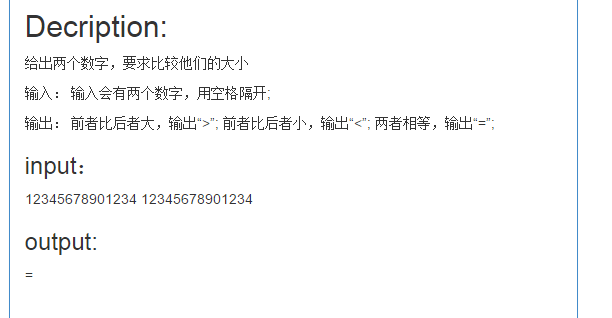 Decription:
给出两个数字，要求比较他们的大小
输入： 输入会有两个数字，用空格隔开;
输出： 前者比后者大，输出“>”; 前者比后者小，输出“<”; 两者相等，输出“=”;
input：
12345678901234 12345678901234
output:
=